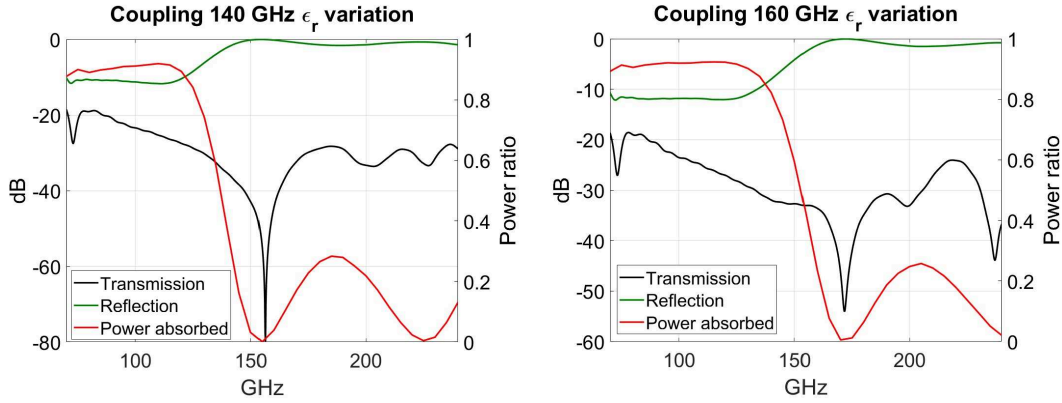 Coupling 140 GHz ϵr variation
0
-20
-40
-60
-80
dB
1
0.8
0.6
0.4
0.2
0
Power ratio
Transmission
Reflection
Power absorbed
100
150
200
GHz
Coupling 160 GHz ϵr variation
0
-10
-20
-30
-40
-50
-60
dB
1
0.8
0.6
0.4
0.2
0
Power ratio
Transmission
Reflection
Power absorbed
100
150
200
GHz